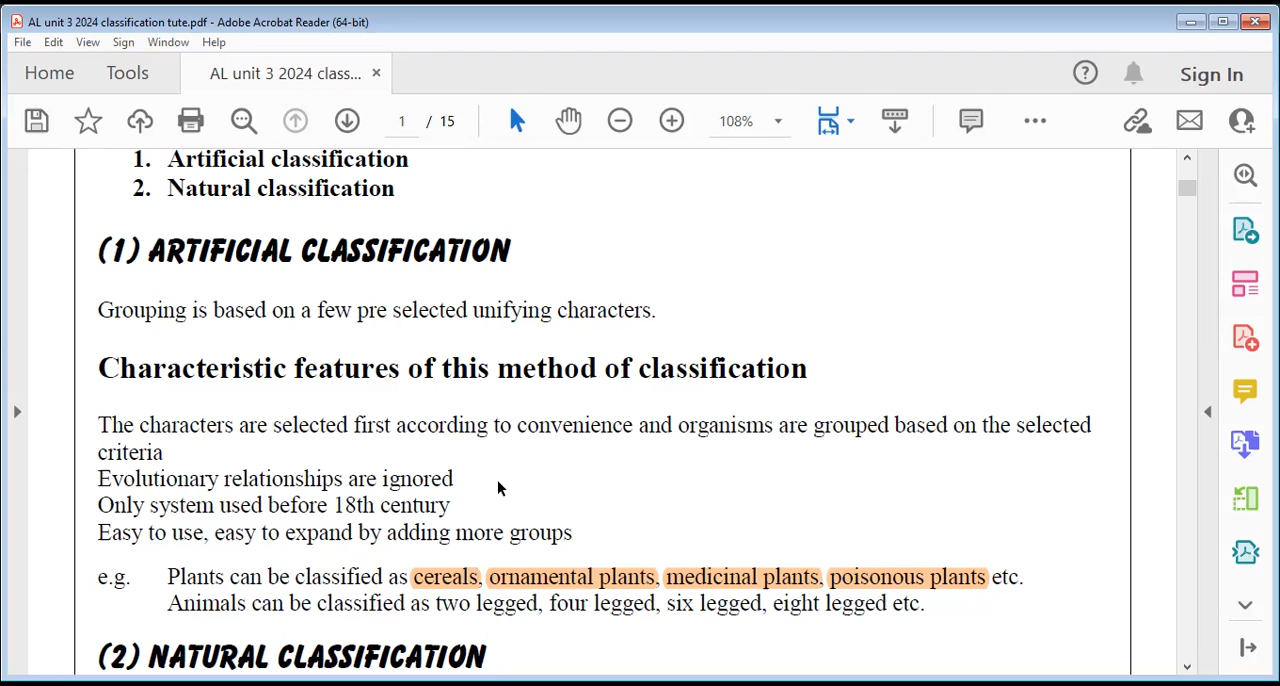 AL unit 3 2024 classification tute.pdf - Adobe Acrobat Reader (64-bit)
File Edit View Sign Window Help
Home Tools AL unit 3 2024 class... × Sign In
1 / 15 108%
1. Artificial classification
2. Natural classification
(1) ARTIFICIAL CLASSIFICATION
Grouping is based on a few pre selected unifying characters.
Characteristic features of this method of classification
The characters are selected first according to convenience and organisms are grouped based on the selected
criteria
Evolutionary relationships are ignored
Only system used before 18th century
Easy to use, easy to expand by adding more groups
e.g. Plants can be classified as cereals, ornamental plants, medicinal plants, poisonous plants etc.
Animals can be classified as two legged, four legged, six legged, eight legged etc.
(2) NATURAL CLASSIFICATION